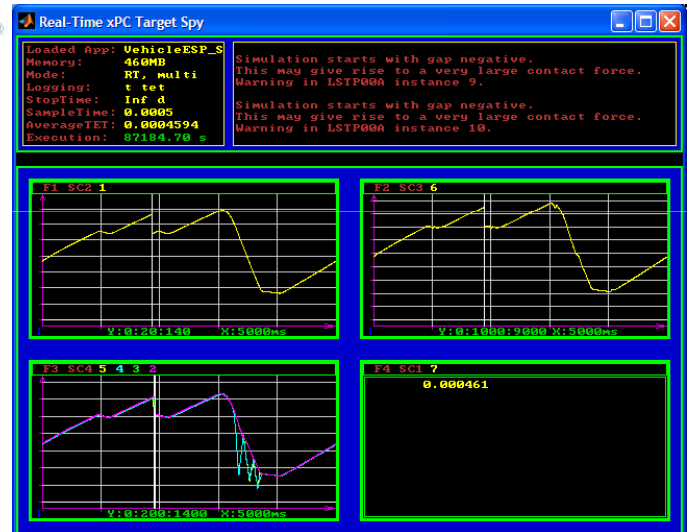 Real-Time xPC Target Spy
Loaded App: VehicleESP_S
Memory: 460MB
Mode: RT, multi
Logging: t tet
StopTime: Inf d
SampleTime: 0.0005
AverageTET: 0.0004594
Execution: 87184.70 s
Simulation starts with gap negative.
This may give rise to a very large contact force.
Warning in LSTP00A instance 9.
Simulation starts with gap negative.
This may give rise to a very large contact force.
Warning in LSTP00A instance 10.
F1 SC2 1
Y:0:20:140 X:5000ms
F2 SC3 6
Y:0:1000:9000 X:5000ms
F3 SC4 5 4 3 2
Y:0:200:1400 X:5000ms
F4 SC1 7
0.000461